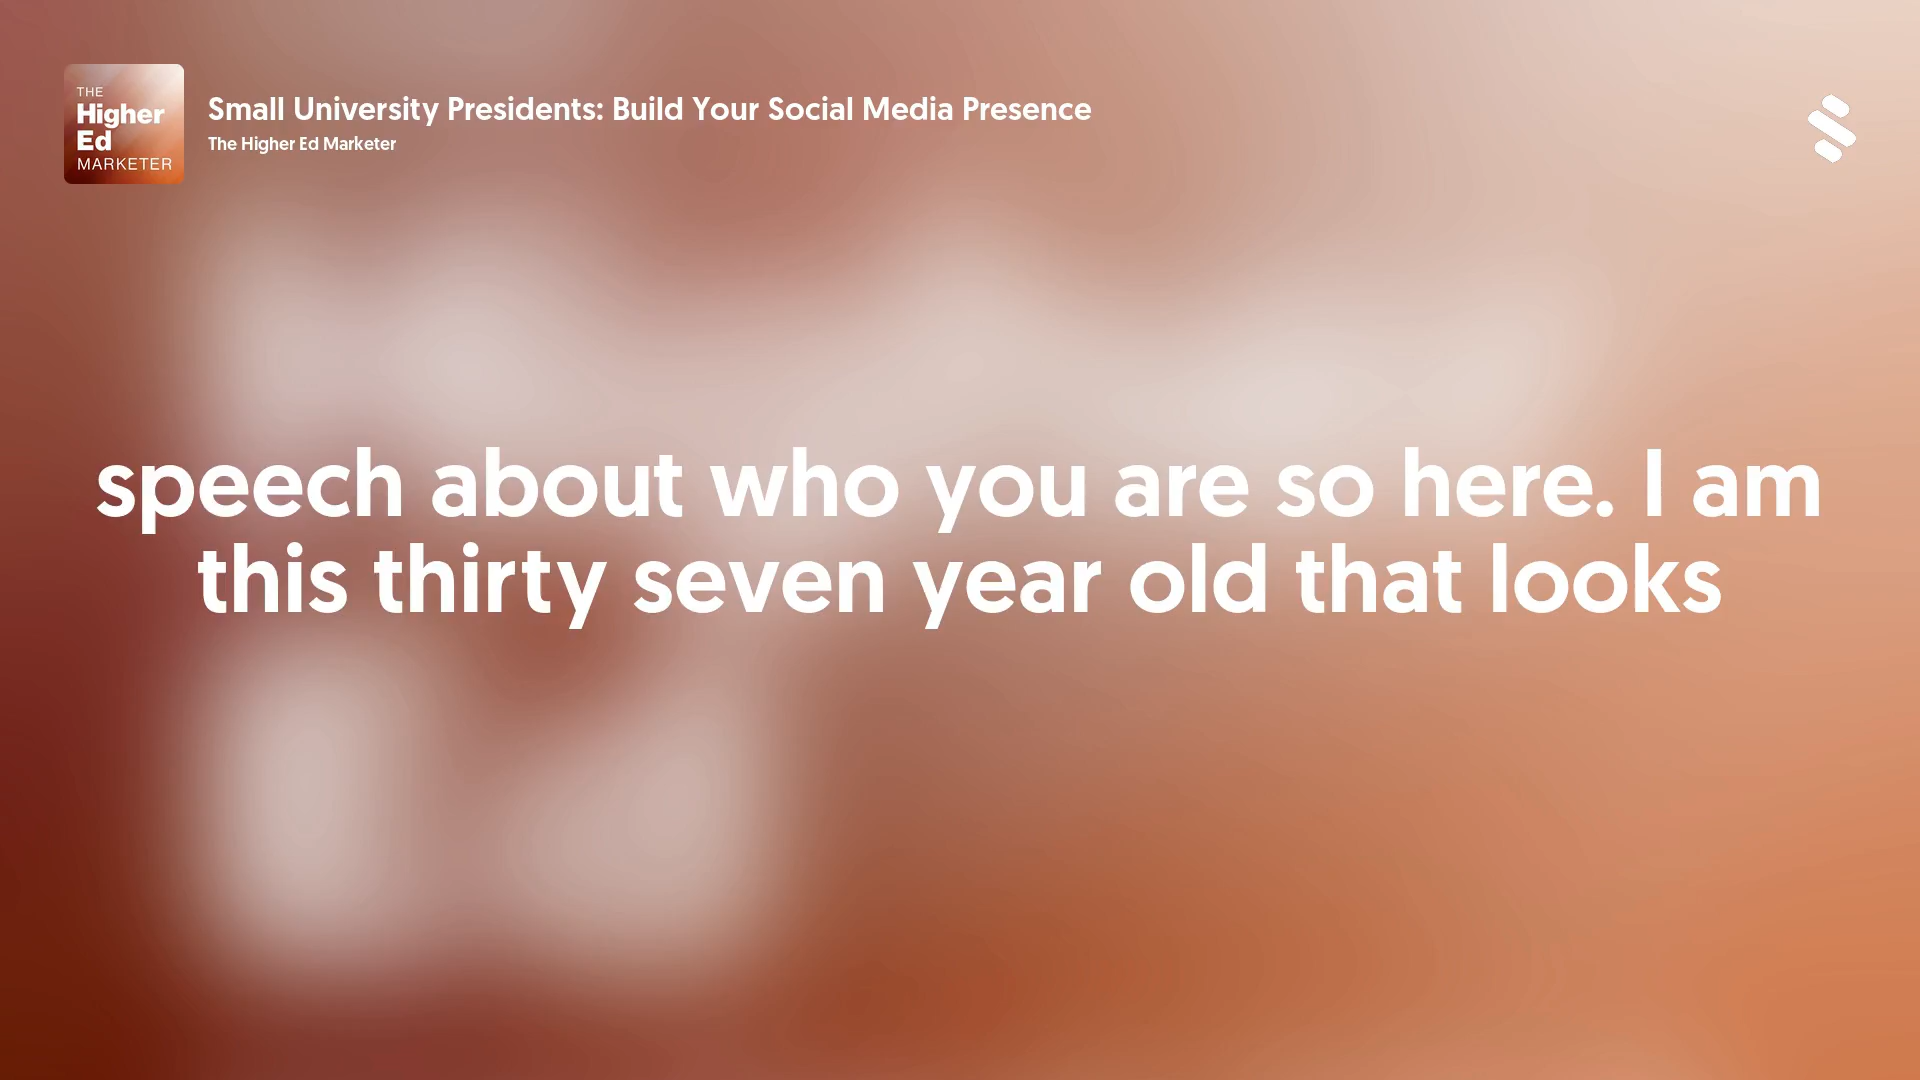 THE
Higher
Ed
MARKETER
Small University Presidents: Build Your Social Media Presence
The Higher Ed Marketer
speech about who you are so here. I am
this thirty seven year old that looks